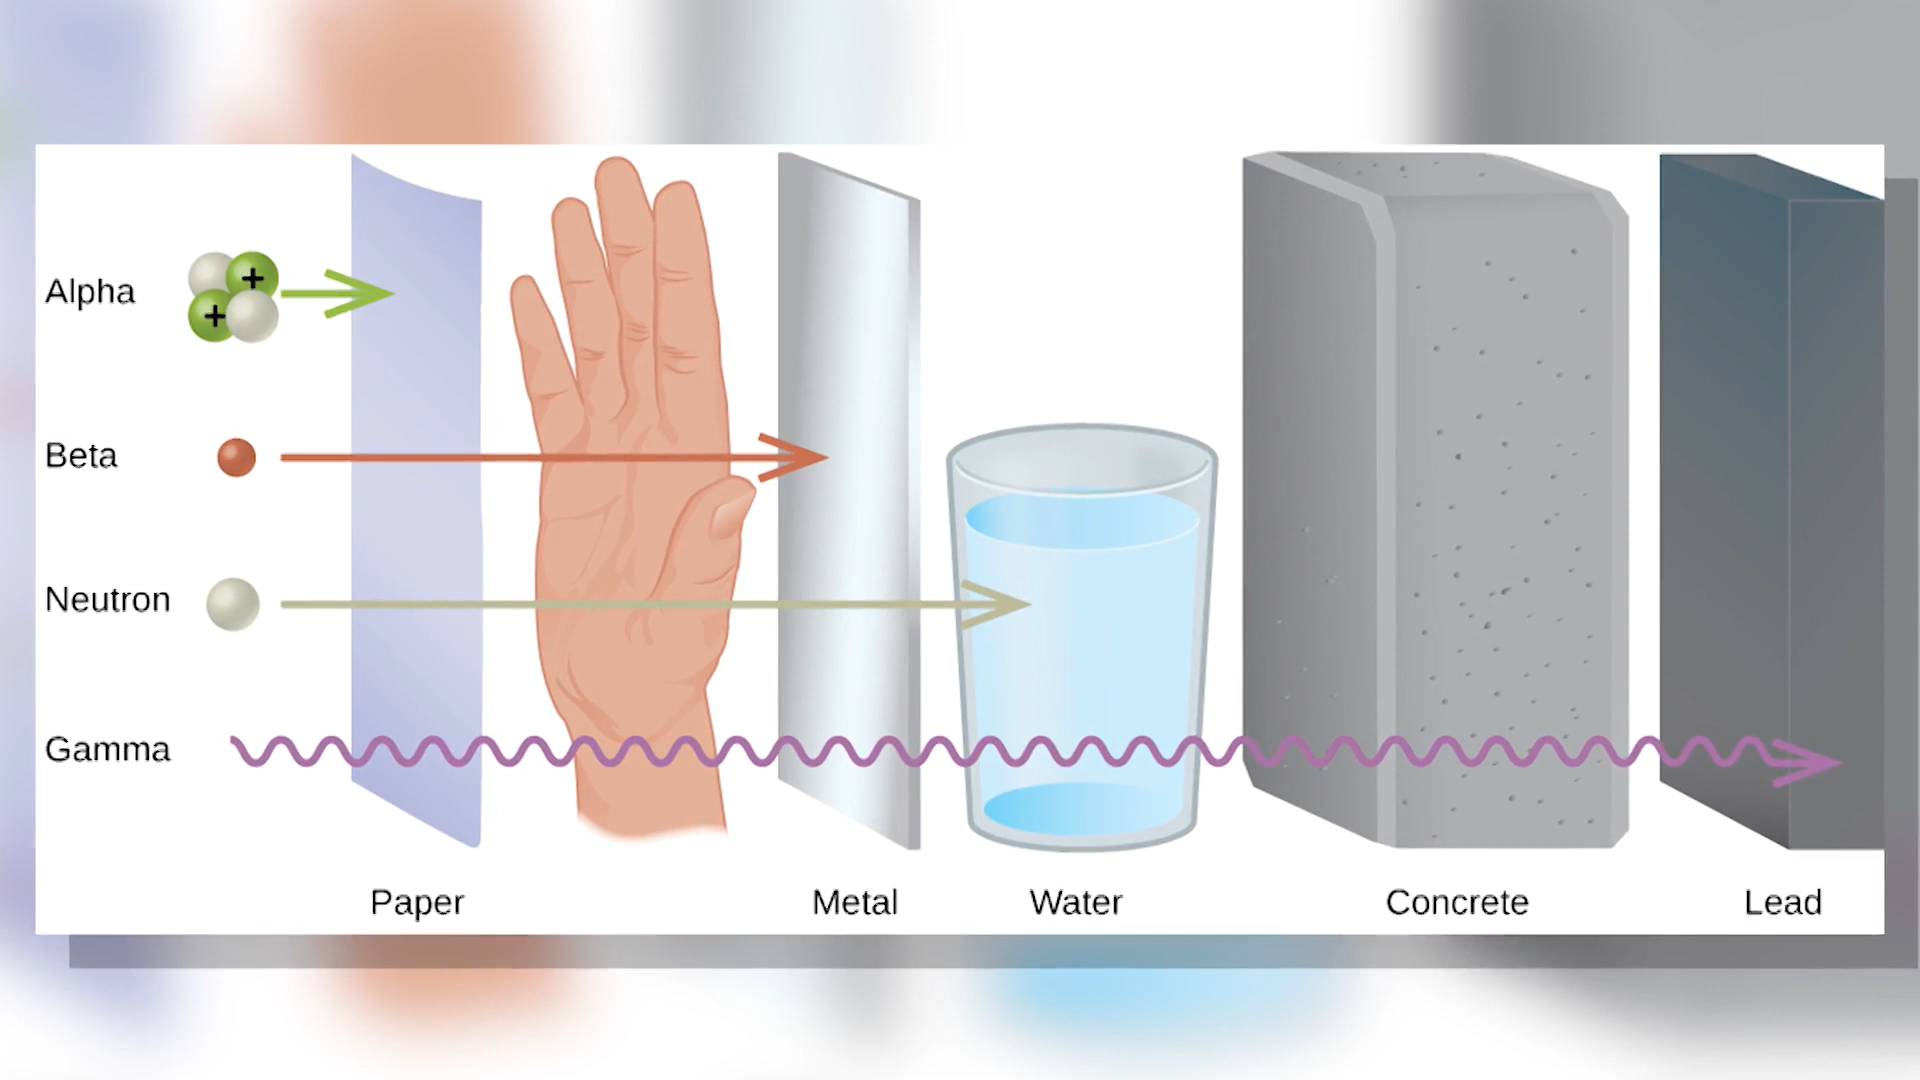 Alpha
+
+
Beta
Neutron
Gamma
Paper
Metal
Water
Concrete
Lead